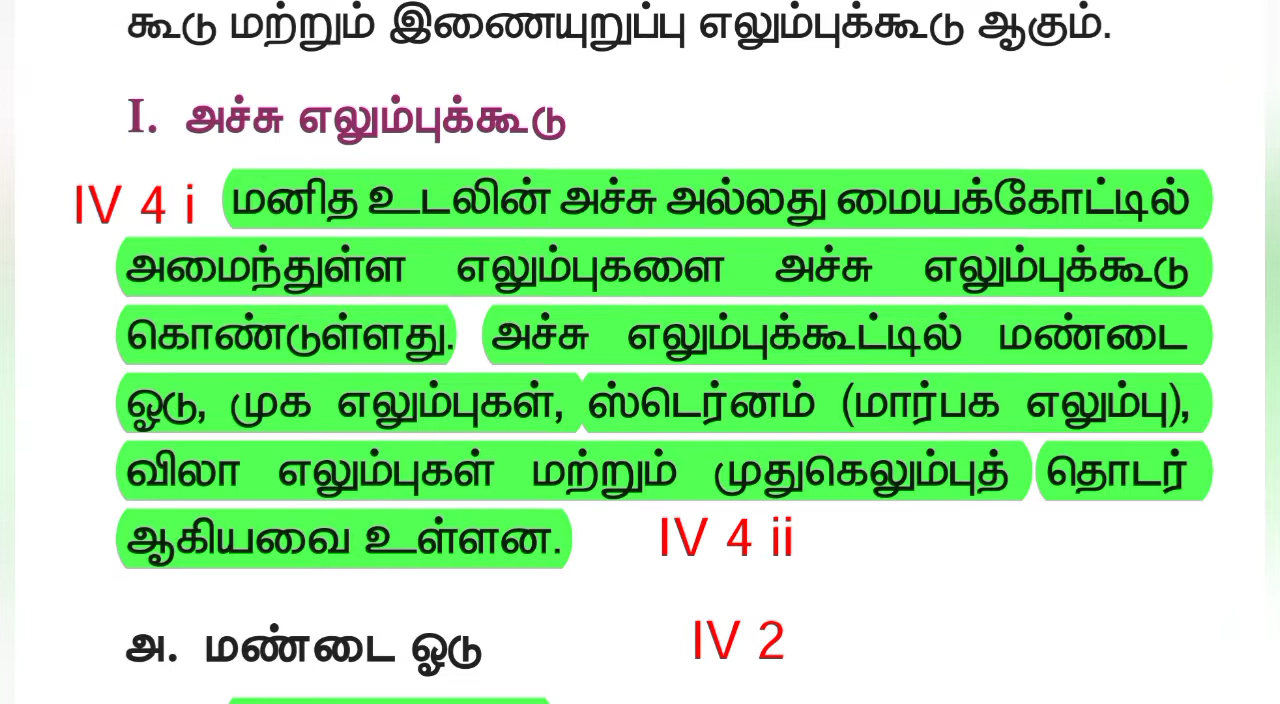 கூடு மற்றும் இணையுறுப்பு எலும்புக்கூடு ஆகும்.
I. அச்சு எலும்புக்கூடு
IV 4 i மனித உடலின் அச்சு அல்லது மையக்கோட்டில்
அமைந்துள்ள எலும்புகளை அச்சு எலும்புக்கூடு
கொண்டுள்ளது. அச்சு எலும்புக்கூட்டில் மண்டை
ஓடு, முக எலும்புகள், ஸ்டெர்னம் (மார்பக எலும்பு),
விலா எலும்புகள் மற்றும் முதுகெலும்புத் தொடர்
ஆகியவை உள்ளன. IV 4 ii
அ. மண்டை ஓடு IV 2